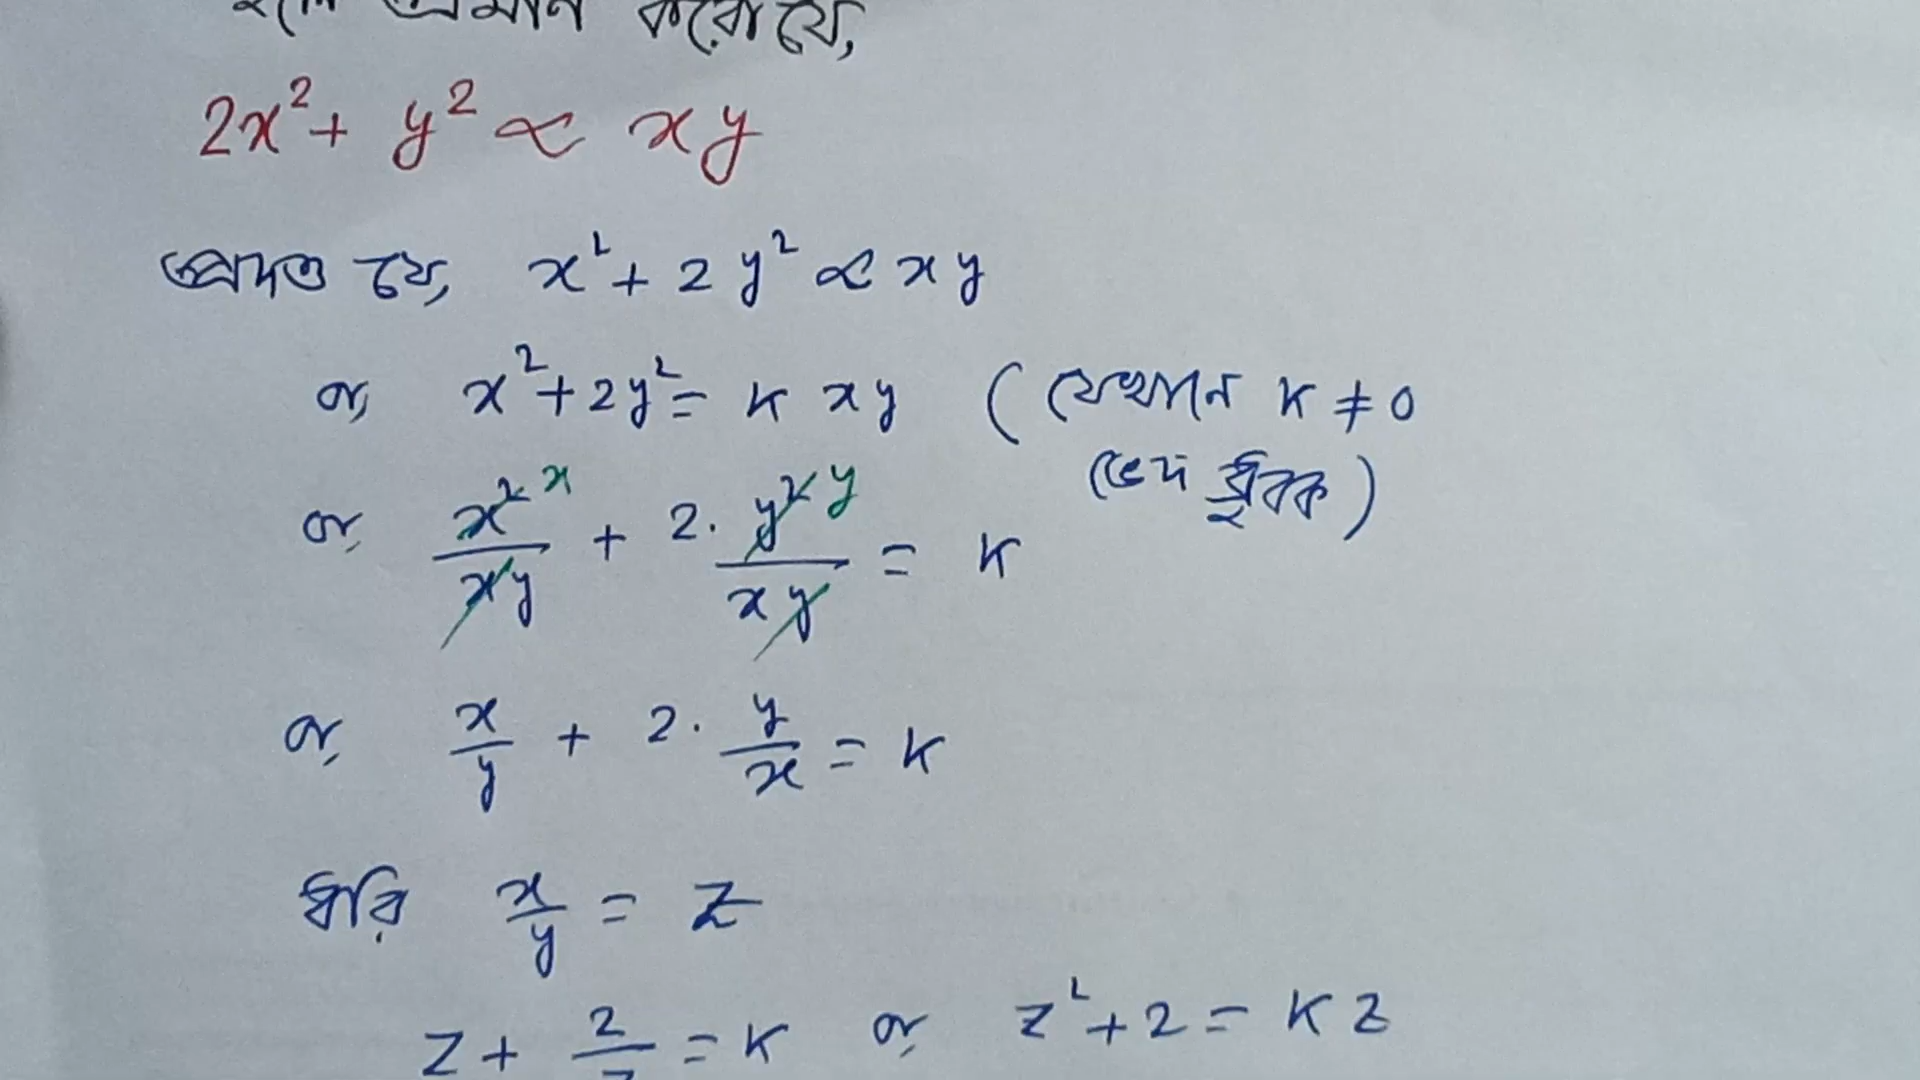 হলে প্রমান করো যে,
2x² + y² ∝ xy
প্রদত্ত যে, x² + 2y² ∝ xy
or, x² + 2y² = k xy (যেখানে k ≠ 0
ভেদ ধ্রুবক)
or, x²/xy x + 2. y²/xy y = k
or, x/y + 2. y/x = k
ধরি x/y = z
z + 2/z = k or, z² + 2 = kz